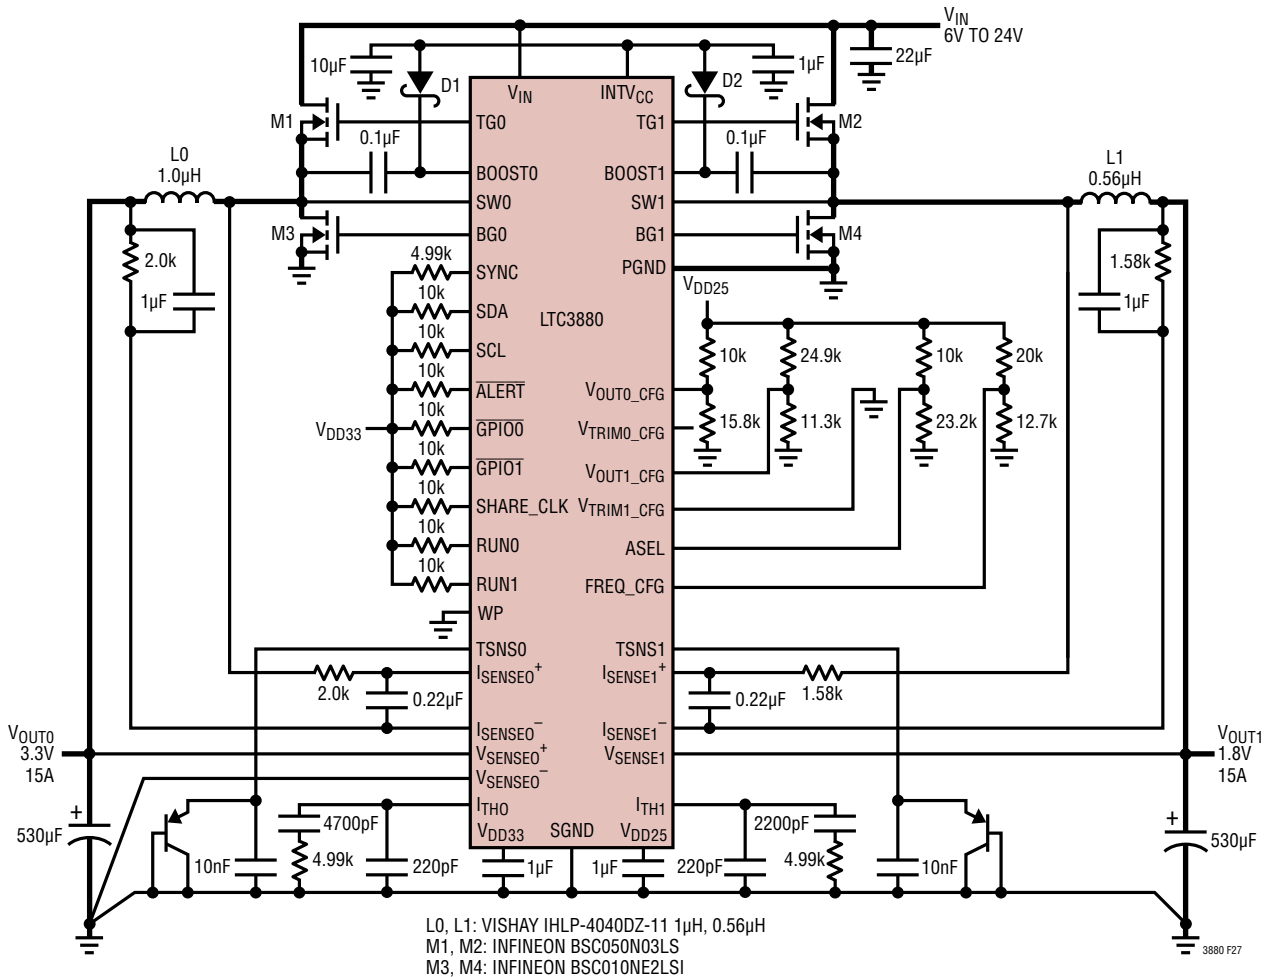 VIN
6V TO 24V
10µF
D1
VIN
INTVCC
D2
1µF
22µF
M1
TG0
TG1
M2
0.1µF
0.1µF
L0
1.0µH
BOOST0
BOOST1
L1
0.56µH
SW0
SW1
M3
BG0
BG1
M4
2.0k
4.99k
SYNC
PGND
1.58k
VDD25
1µF
10k
SDA
LTC3880
1µF
10k
SCL
10k
24.9k
10k
20k
10k
ALERT
VOUT0_CFG
10k
VDD33
GPIO0
VTRIM0_CFG
15.8k
11.3k
23.2k
12.7k
10k
GPIO1
VOUT1_CFG
10k
SHARE_CLK
VTRIM1_CFG
10k
RUN0
ASEL
10k
RUN1
FREQ_CFG
WP
TSNS0
TSNS1
2.0k
ISENSE0+
ISENSE1+
1.58k
0.22µF
0.22µF
ISENSE0–
ISENSE1–
VOUT0
3.3V
15A
VSENSE0+
VSENSE1
VOUT1
1.8V
15A
VSENSE0–
ITH0
ITH1
+
530µF
4700pF
VDD33
SGND
VDD25
2200pF
+
530µF
10nF
4.99k
220pF
1µF
1µF
220pF
4.99k
10nF
L0, L1: VISHAY IHLP-4040DZ-11 1µH, 0.56µH
M1, M2: INFINEON BSC050N03LS
M3, M4: INFINEON BSC010NE2LSI
3880 F27